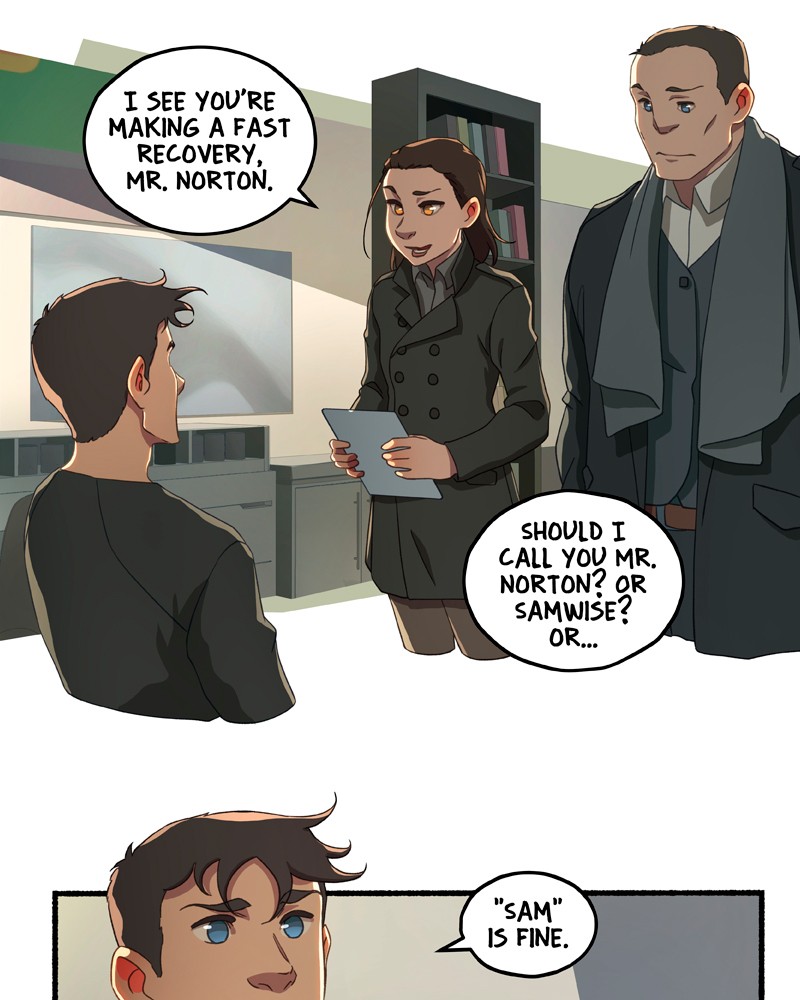 I SEE YOU'RE
MAKING A FAST
RECOVERY,
MR. NORTON.
SHOULD I
CALL YOU MR.
NORTON? OR
SAMWISE?
OR...
"SAM"
IS FINE.